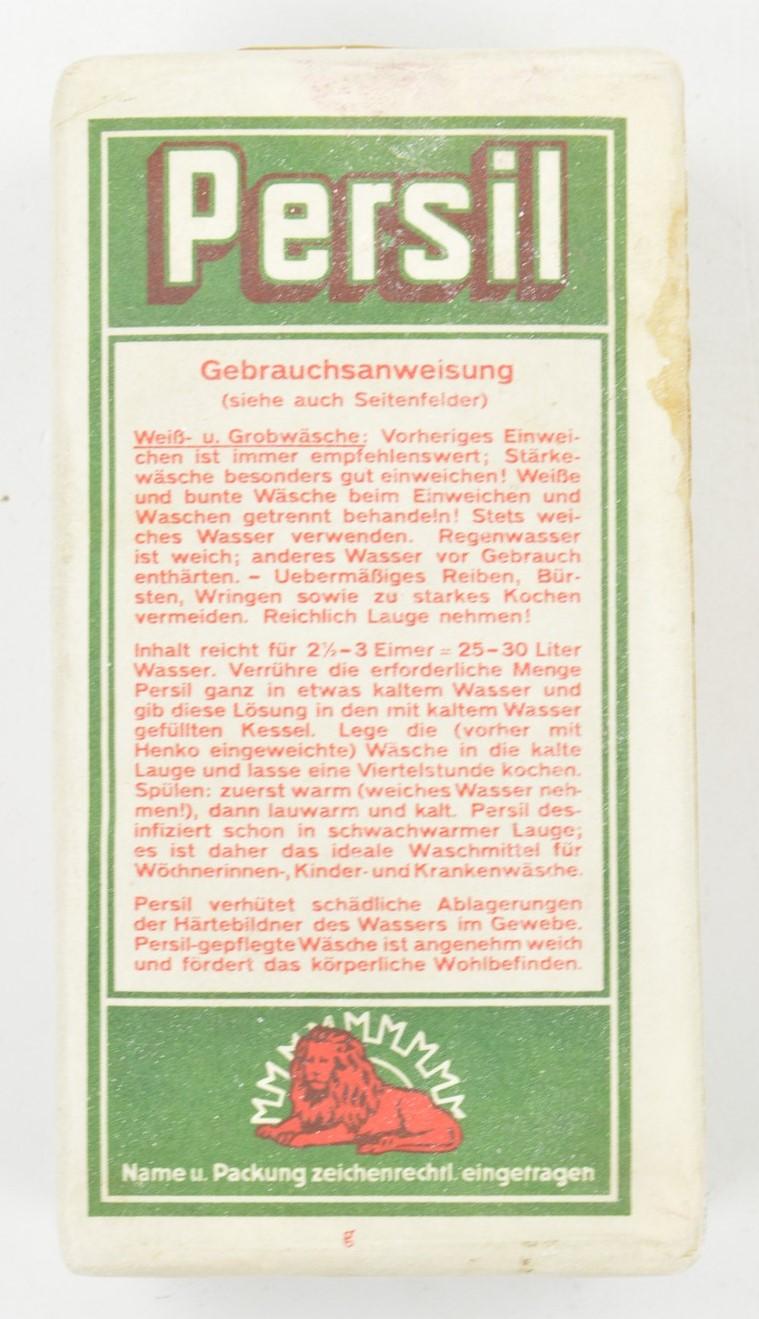 Persil
Gebrauchsanweisung
(siehe auch Seitenfelder)
Weiß- u. Grobwäsche: Vorheriges Einwei-
chen ist immer empfehlenswert; Stärke-
wäsche besonders gut einweichen! Weiße
und bunte Wäsche beim Einweichen und
Waschen getrennt behandeln! Stets wei-
ches Wasser verwenden. Regenwasser
ist weich; anderes Wasser vor Gebrauch
enthärten. – Uebermäßiges Reiben, Bür-
sten, Wringen sowie zu starkes Kochen
vermeiden. Reichlich Lauge nehmen!
Inhalt reicht für 2½–3 Eimer = 25–30 Liter
Wasser. Verrühre die erforderliche Menge
Persil ganz in etwas kaltem Wasser und
gib diese Lösung in den mit kaltem Wasser
gefüllten Kessel. Lege die (vorher mit
Henko eingeweichte) Wäsche in die kalte
Lauge und lasse eine Viertelstunde kochen.
Spülen: zuerst warm (weiches Wasser neh-
men!), dann lauwarm und kalt. Persil des-
infiziert schon in schwachwarmer Lauge;
es ist daher das ideale Waschmittel für
Wöchnerinnen-, Kinder- und Krankenwäsche.
Persil verhütet schädliche Ablagerungen
der Härtebildner des Wassers im Gewebe.
Persil-gepflegte Wäsche ist angenehm weich
und fördert das körperliche Wohlbefinden.
Name u. Packung zeichenrechtl. eingetragen
g